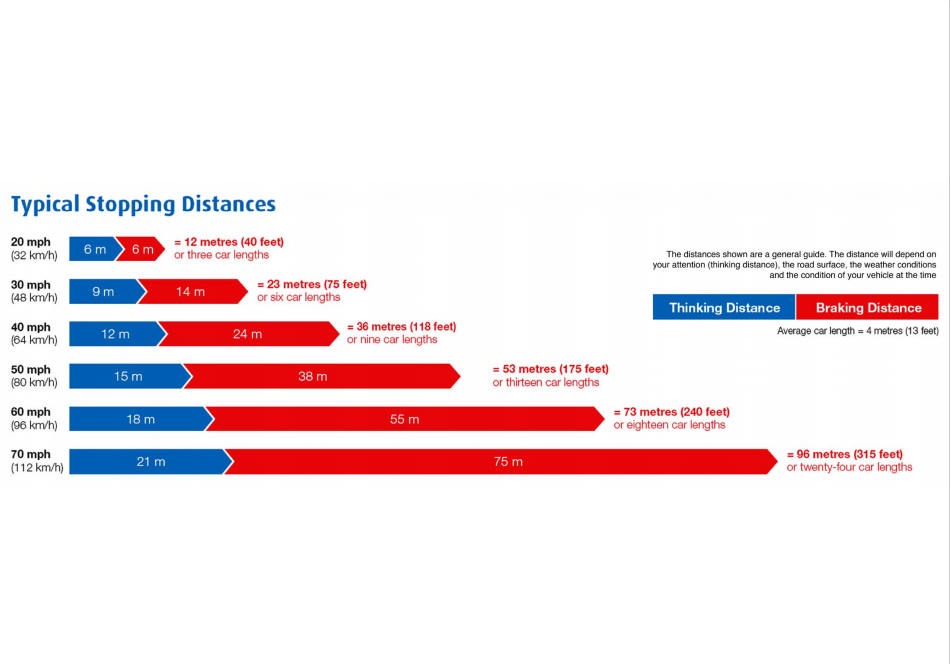 Typical Stopping Distances
20 mph
(32 km/h)
6 m
6 m
= 12 metres (40 feet)
or three car lengths
30 mph
(48 km/h)
9 m
14 m
= 23 metres (75 feet)
or six car lengths
40 mph
(64 km/h)
12 m
24 m
= 36 metres (118 feet)
or nine car lengths
50 mph
(80 km/h)
15 m
38 m
= 53 metres (175 feet)
or thirteen car lengths
60 mph
(96 km/h)
18 m
55 m
= 73 metres (240 feet)
or eighteen car lengths
70 mph
(112 km/h)
21 m
75 m
= 96 metres (315 feet)
or twenty-four car lengths
The distances shown are a general guide. The distance will depend on
your attention (thinking distance), the road surface, the weather conditions
and the condition of your vehicle at the time
Thinking Distance
Braking Distance
Average car length = 4 metres (13 feet)